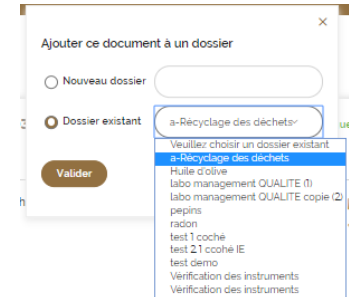 ×
Ajouter ce document à un dossier
Nouveau dossier
Dossier existant
a-Récyclage des déchets
Veuillez choisir un dossier existant
a-Récyclage des déchets
Valider
Huile d'olive
labo management QUALITE (1)
labo management QUALITE copie (2)
pepins
radon
test 1 coché
test 2.1 ccohé IE
test demo
Vérification des instruments
Vérification des instruments